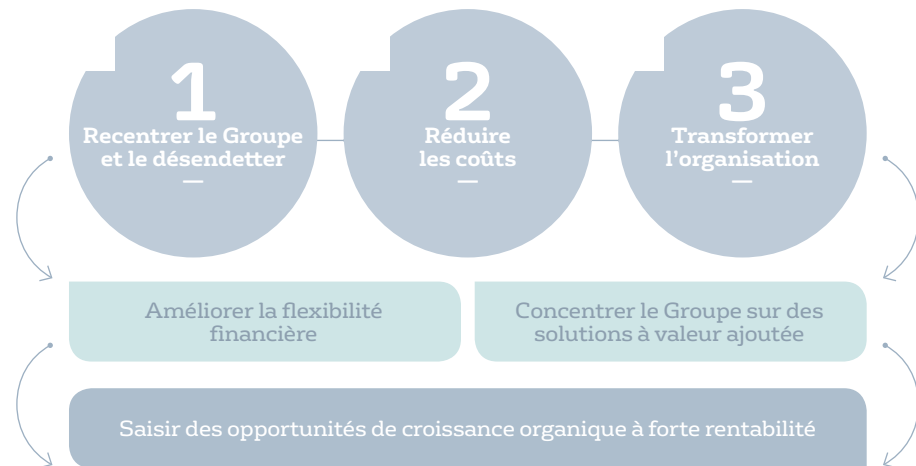 1
Recentrer le Groupe
et le désendetter
2
Réduire
les coûts
3
Transformer
l'organisation
Améliorer la flexibilité
financière
Concentrer le Groupe sur des
solutions à valeur ajoutée
Saisir des opportunités de croissance organique à forte rentabilité